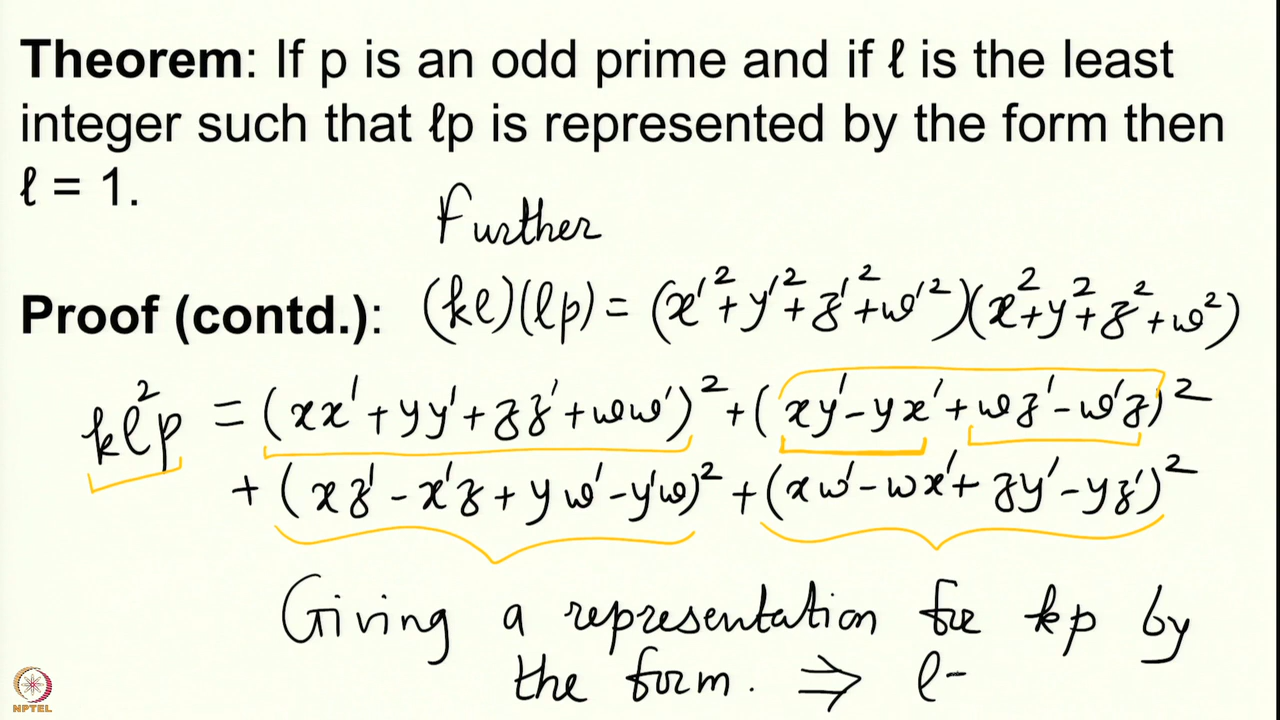 Theorem: If p is an odd prime and if ℓ is the least
integer such that ℓp is represented by the form then
ℓ = 1.
Further
Proof (contd.): (kℓ)(ℓp) = (x'² + y'² + z'² + w'²)(x² + y² + z² + w²)
kℓ²p = (xx' + yy' + zz' + ww')² + (xy' - yx' + wz' - w'z)²
+ (xz' - x'z + yw' - y'w)² + (xw' - wx' + zy' - yz')²
Giving a representation for kp by
the form. ⇒ ℓ-
NPTEL